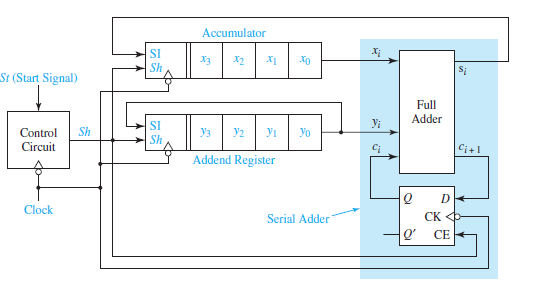 Accumulator
SI
Sh
x3 x2 x1 x0
xi
si
St (Start Signal)
Full
Adder
Control
Circuit
Sh
SI
Sh
y3 y2 y1 y0
yi
ci
ci+1
Addend Register
Clock
Serial Adder
Q D
CK
Q' CE